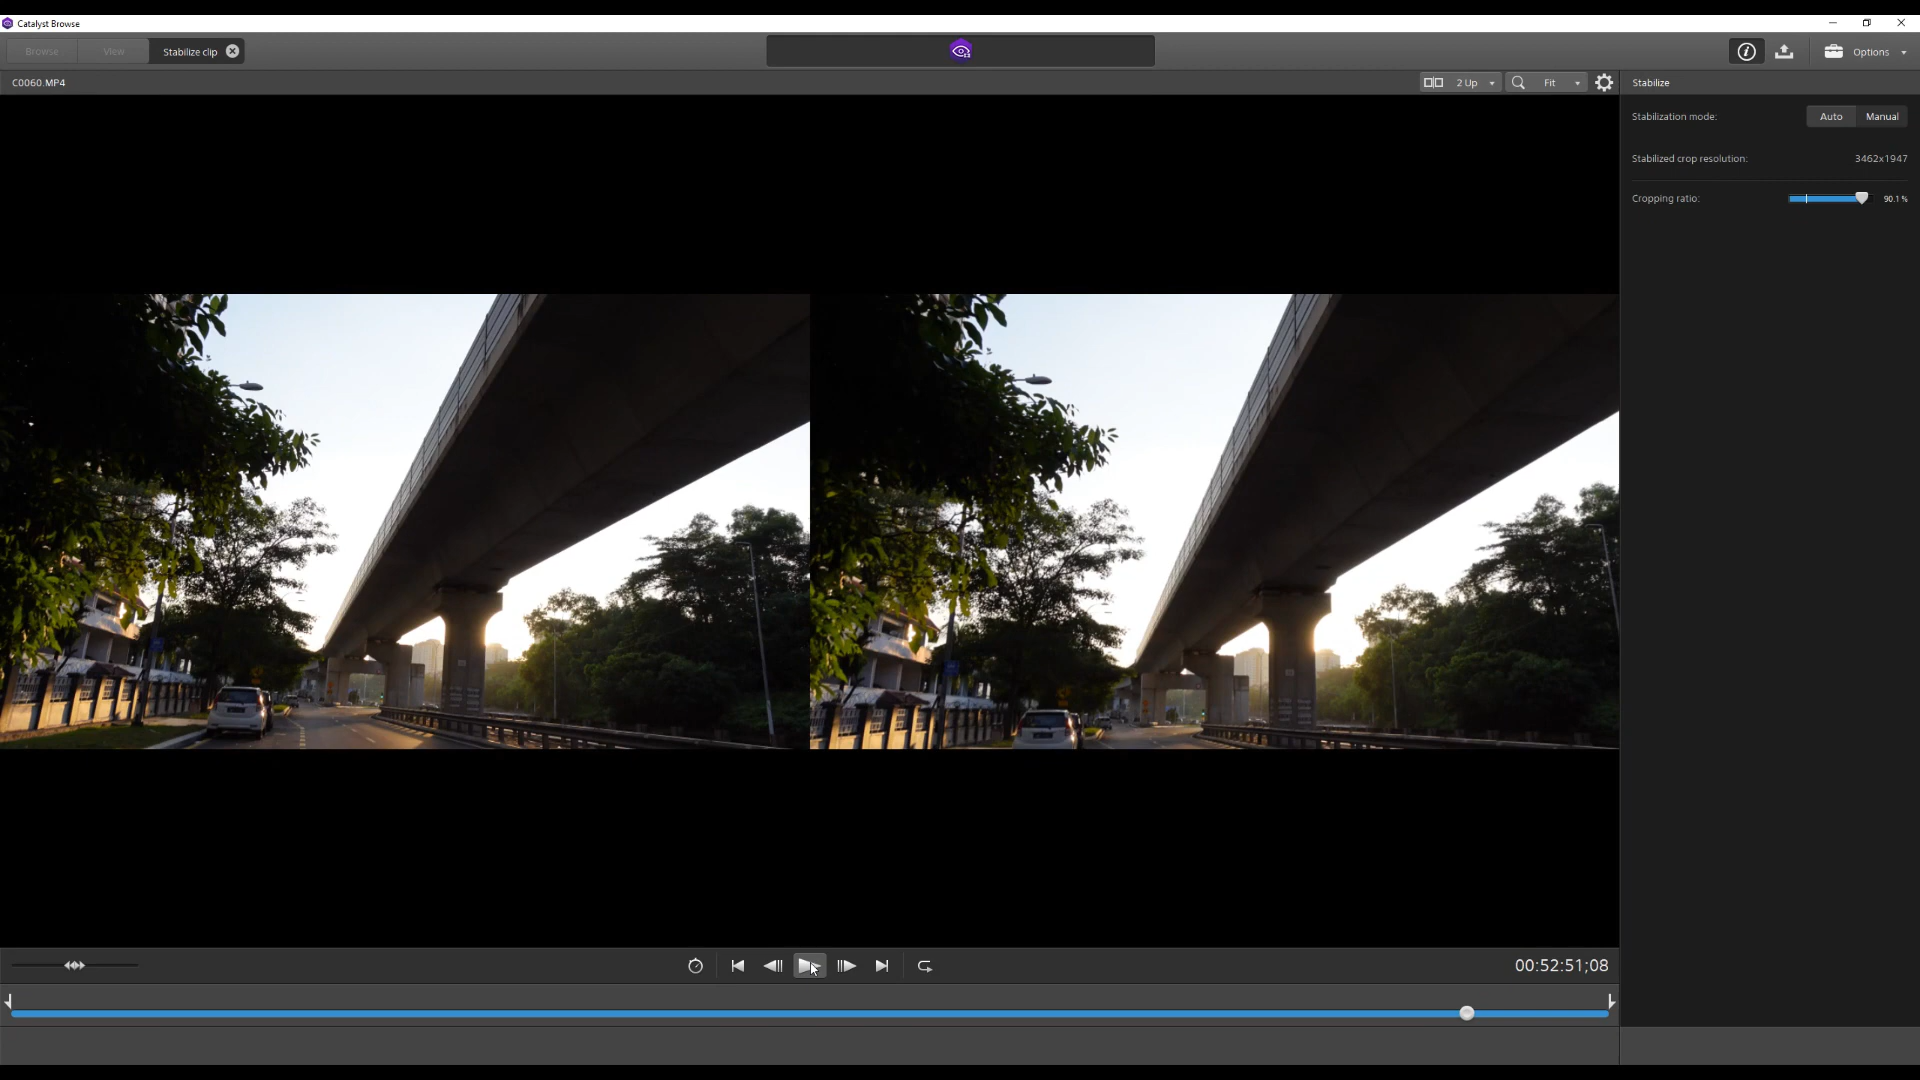 Catalyst Browse
Browse
View
Stabilize clip
Options
C0060.MP4
2 Up
Fit
Stabilize
Stabilization mode:
Auto
Manual
Stabilized crop resolution:
3462x1947
Cropping ratio:
90.1 %
00:52:51;08